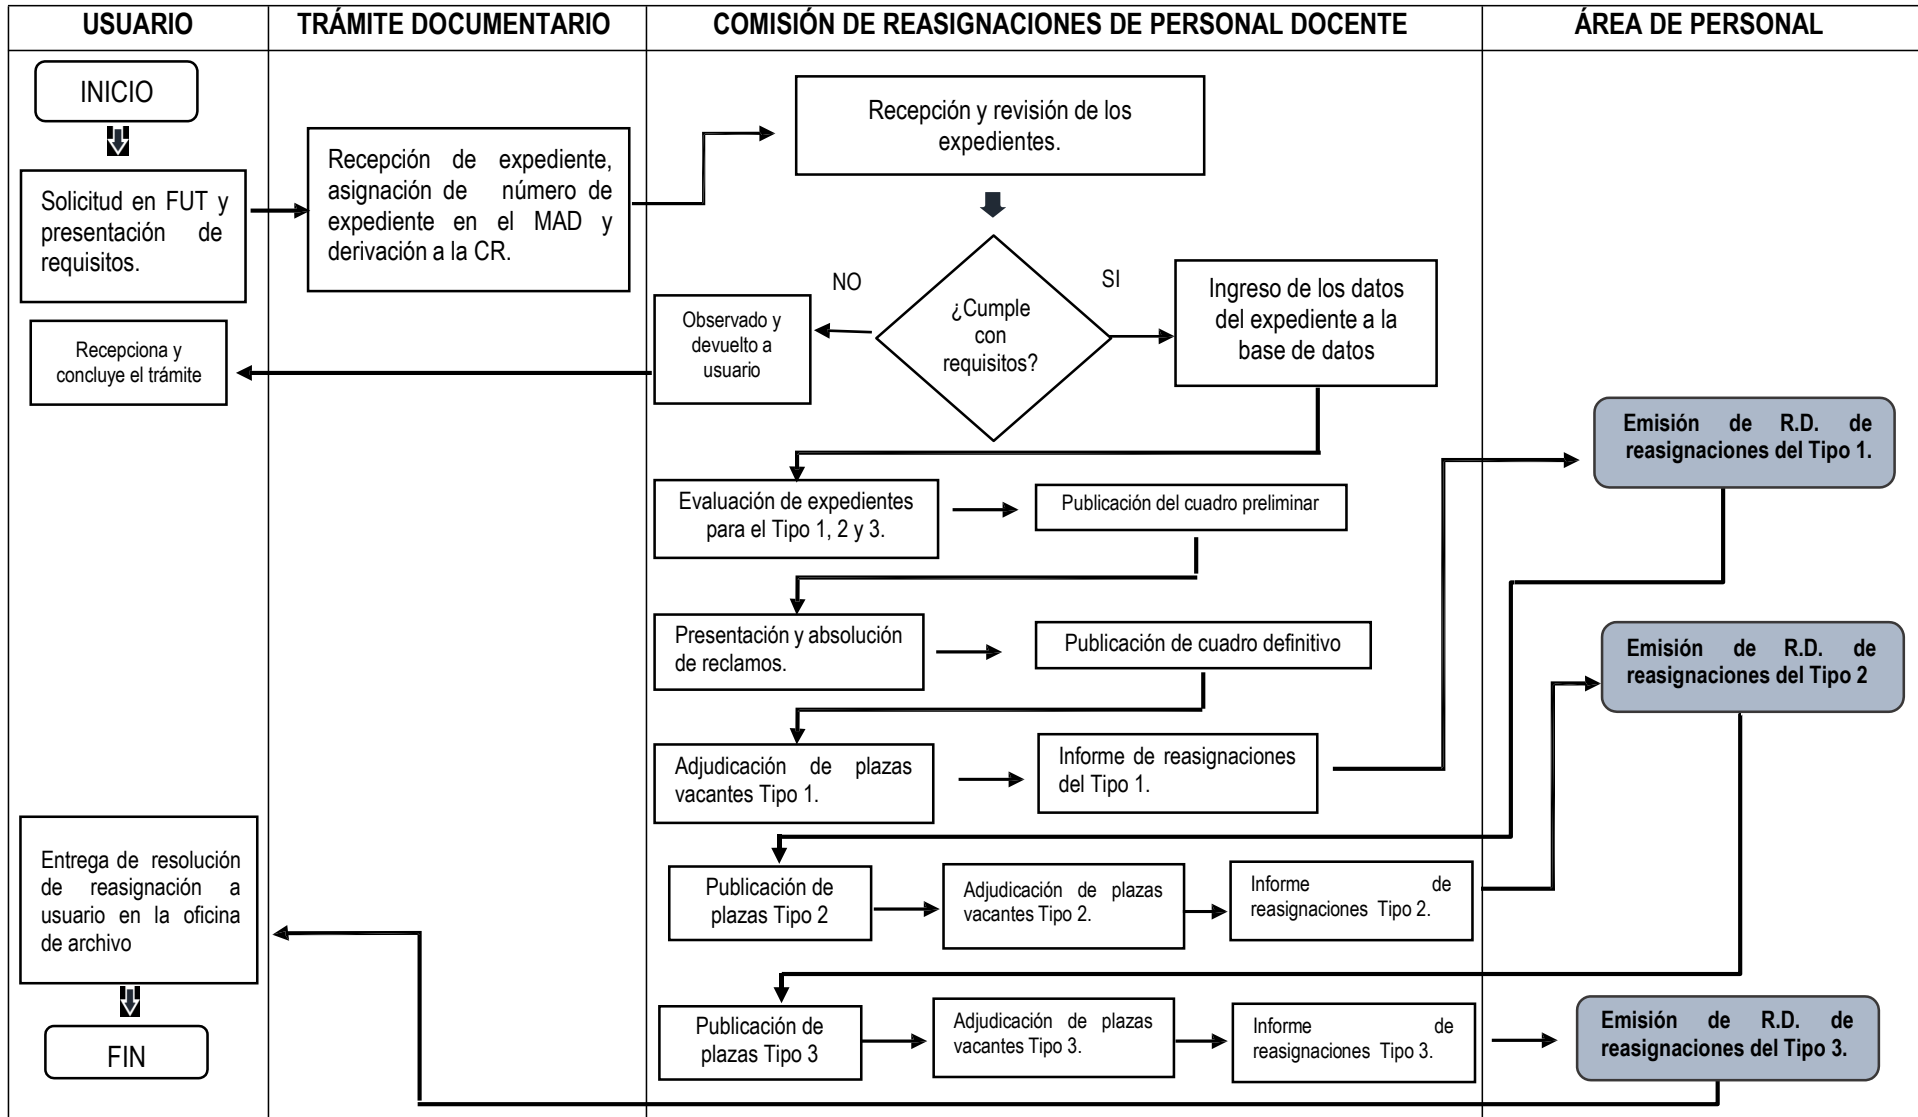 USUARIO
TRÁMITE DOCUMENTARIO
COMISIÓN DE REASIGNACIONES DE PERSONAL DOCENTE
ÁREA DE PERSONAL
INICIO
Solicitud en FUT y
presentación de
requisitos.
Recepción de expediente,
asignación de número de
expediente en el MAD y
derivación a la CR.
Recepción y revisión de los
expedientes.
¿Cumple
con
requisitos?
NO
SI
Observado y
devuelto a
usuario
Recepciona y
concluye el trámite
Ingreso de los datos
del expediente a la
base de datos
Evaluación de expedientes
para el Tipo 1, 2 y 3.
Publicación del cuadro preliminar
Presentación y absolución
de reclamos.
Publicación de cuadro definitivo
Adjudicación de plazas
vacantes Tipo 1.
Informe de reasignaciones
del Tipo 1.
Emisión de R.D. de
reasignaciones del Tipo 1.
Publicación de
plazas Tipo 2
Adjudicación de plazas
vacantes Tipo 2.
Informe de
reasignaciones Tipo 2.
Emisión de R.D. de
reasignaciones del Tipo 2
Publicación de
plazas Tipo 3
Adjudicación de plazas
vacantes Tipo 3.
Informe de
reasignaciones Tipo 3.
Emisión de R.D. de
reasignaciones del Tipo 3.
Entrega de resolución
de reasignación a
usuario en la oficina
de archivo
FIN